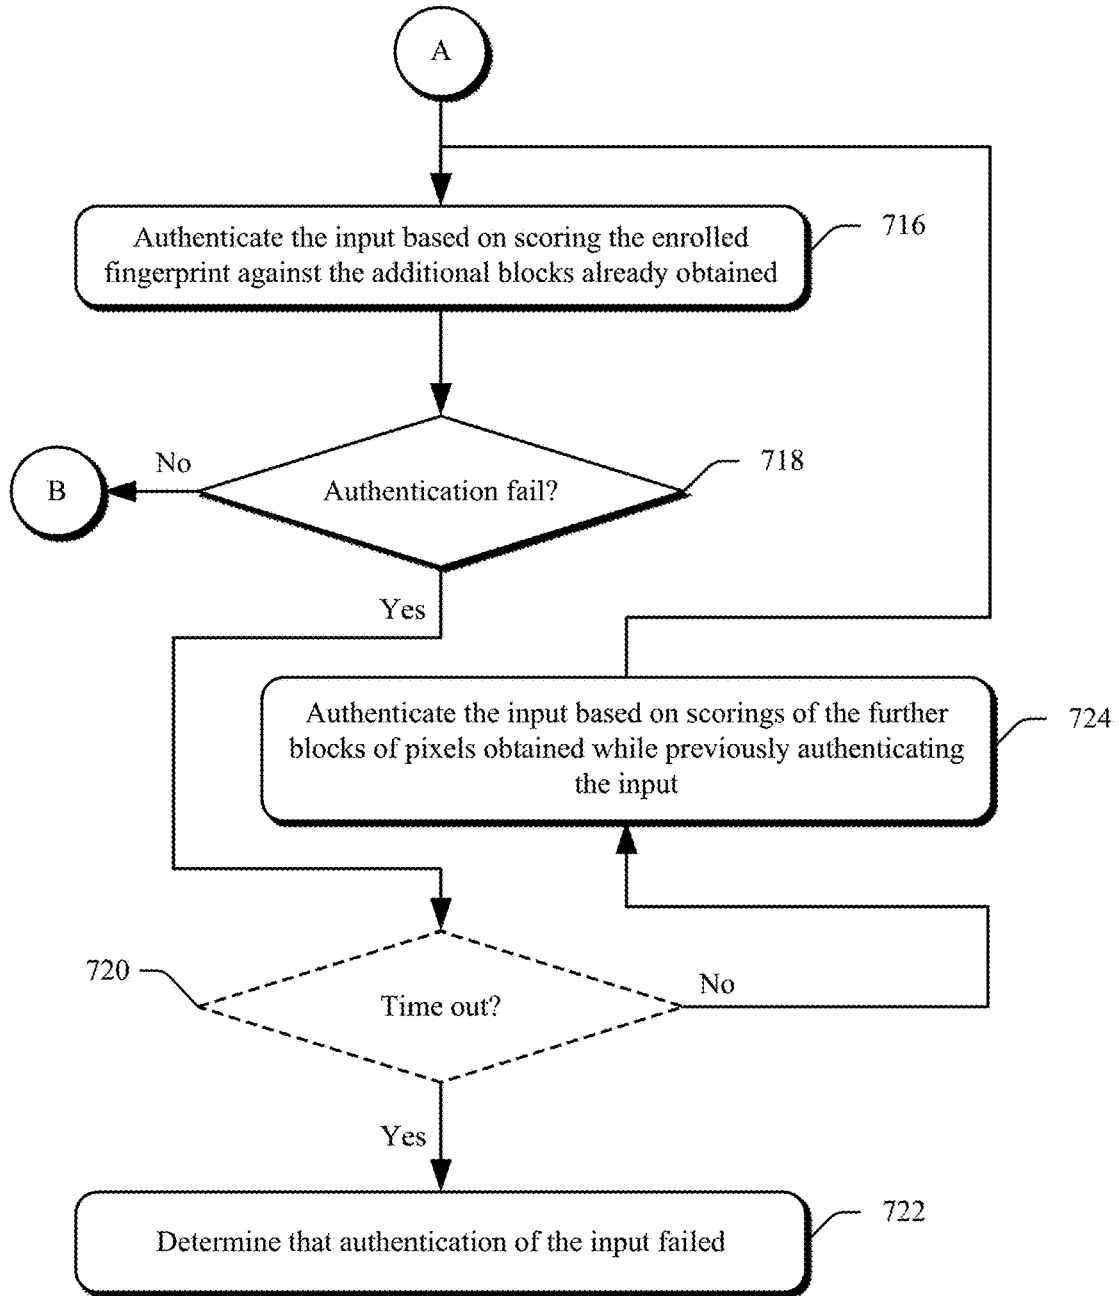 A
Authenticate the input based on scoring the enrolled
fingerprint against the additional blocks already obtained
716
No
B
Authentication fail?
718
Yes
Authenticate the input based on scorings of the further
blocks of pixels obtained while previously authenticating
the input
724
720
Time out?
No
Yes
Determine that authentication of the input failed
722